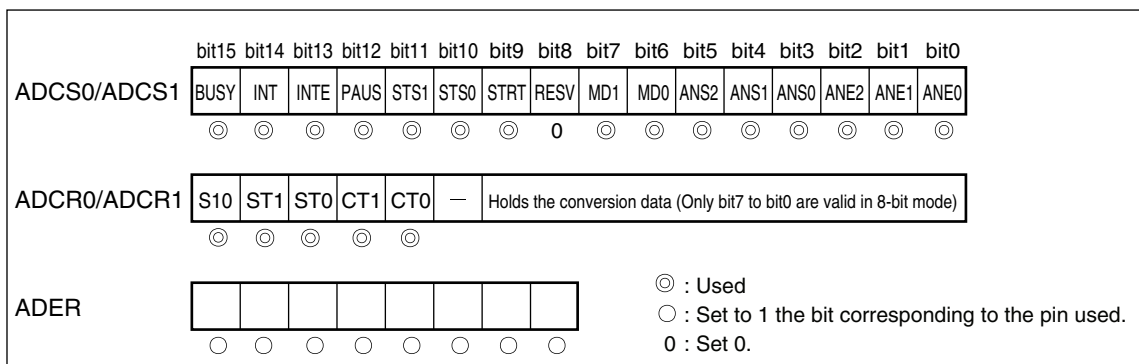 bit15 bit14 bit13 bit12 bit11 bit10 bit9 bit8 bit7 bit6 bit5 bit4 bit3 bit2 bit1 bit0
ADCS0/ADCS1 BUSY INT INTE PAUS STS1 STS0 STRT RESV MD1 MD0 ANS2 ANS1 ANS0 ANE2 ANE1 ANE0
◎ ◎ ◎ ◎ ◎ ◎ ◎ 0 ◎ ◎ ◎ ◎ ◎ ◎ ◎ ◎
ADCR0/ADCR1 S10 ST1 ST0 CT1 CT0 — Holds the conversion data (Only bit7 to bit0 are valid in 8-bit mode)
◎ ◎ ◎ ◎ ◎
ADER
○ ○ ○ ○ ○ ○ ○ ○
◎ : Used
○ : Set to 1 the bit corresponding to the pin used.
0 : Set 0.